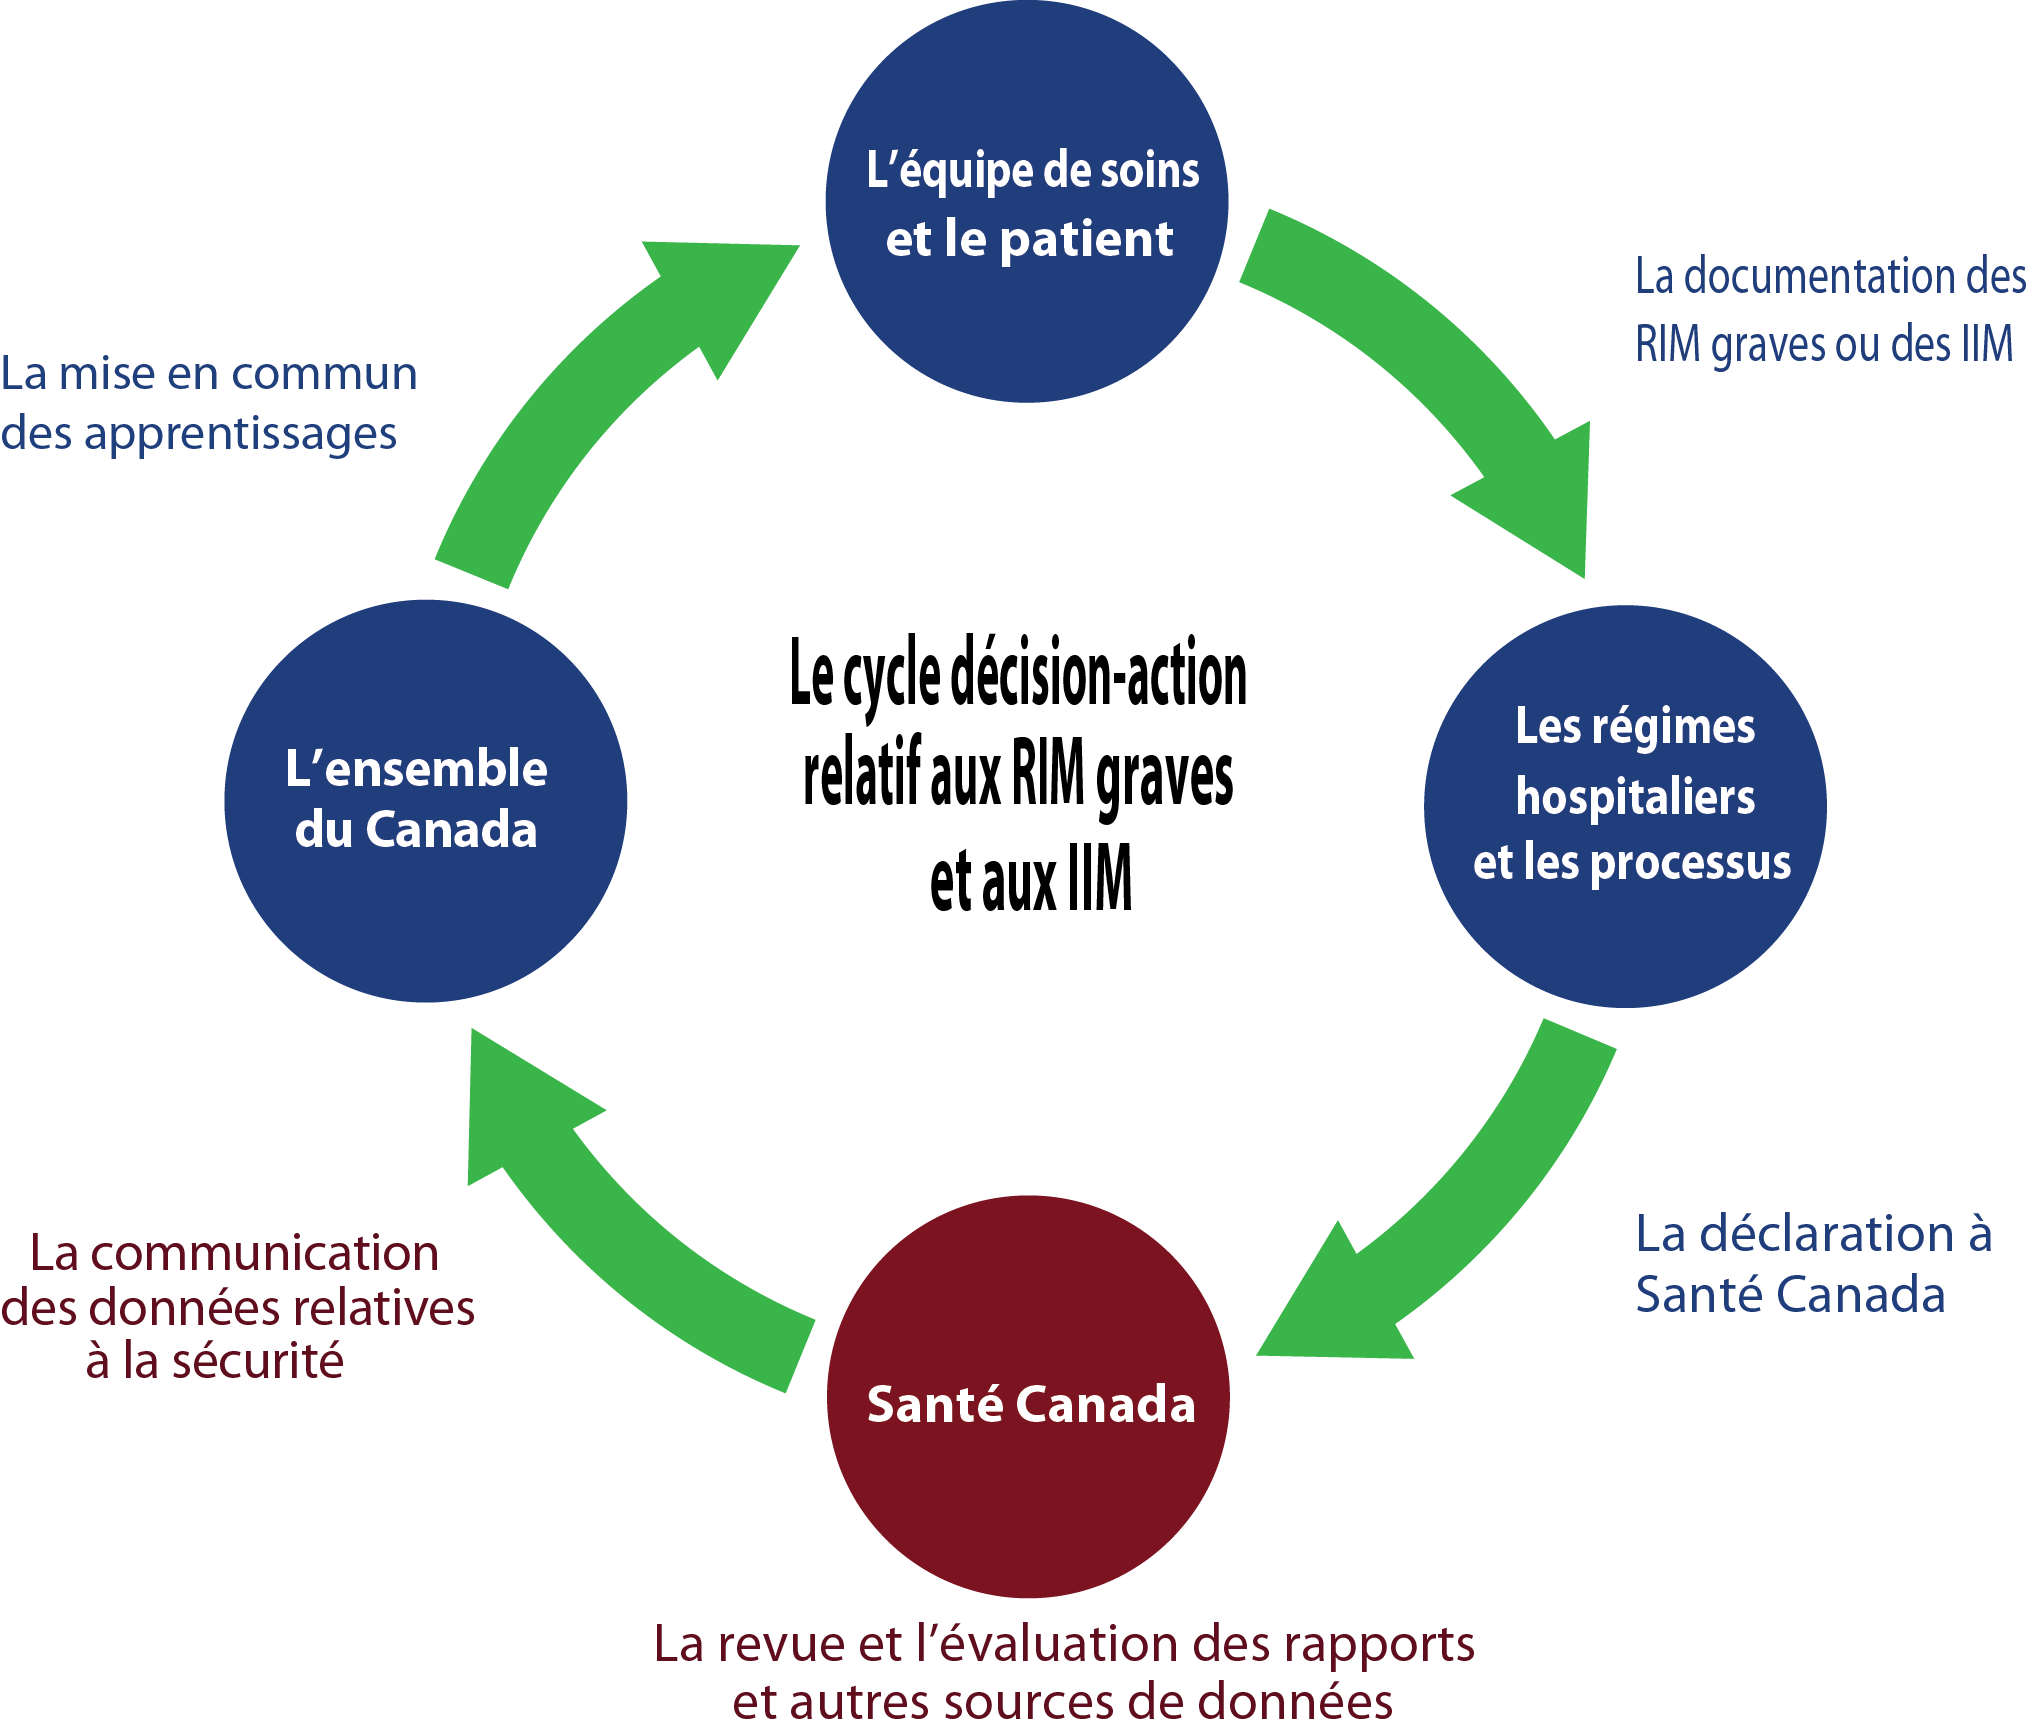 L'équipe de soins
et le patient
La documentation des
RIM graves ou des IIM
La mise en commun
des apprentissages
Le cycle décision-action
relatif aux RIM graves
et aux IIM
Les régimes
hospitaliers
et les processus
L'ensemble
du Canada
La déclaration à
Santé Canada
La communication
des données relatives
à la sécurité
Santé Canada
La revue et l'évaluation des rapports
et autres sources de données